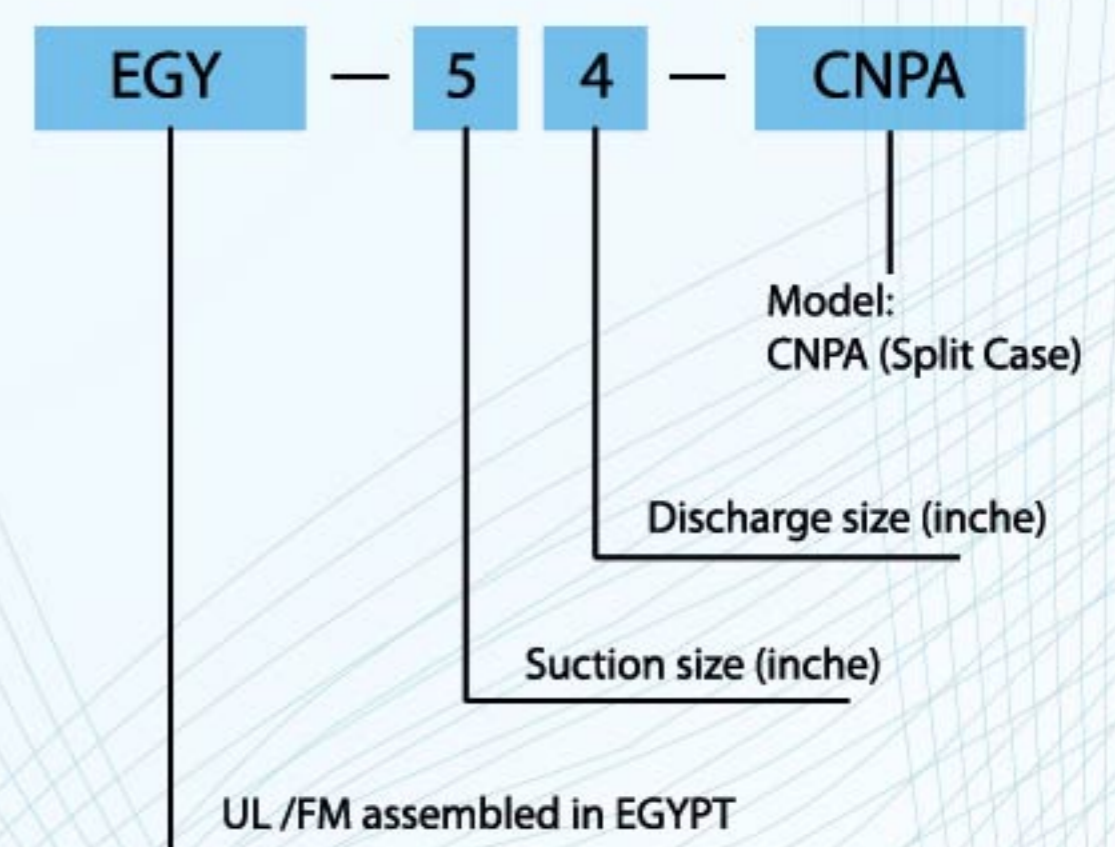 EGY — 5 4 — CNPA
Model:
CNPA (Split Case)
Discharge size (inche)
Suction size (inche)
UL /FM assembled in EGYPT